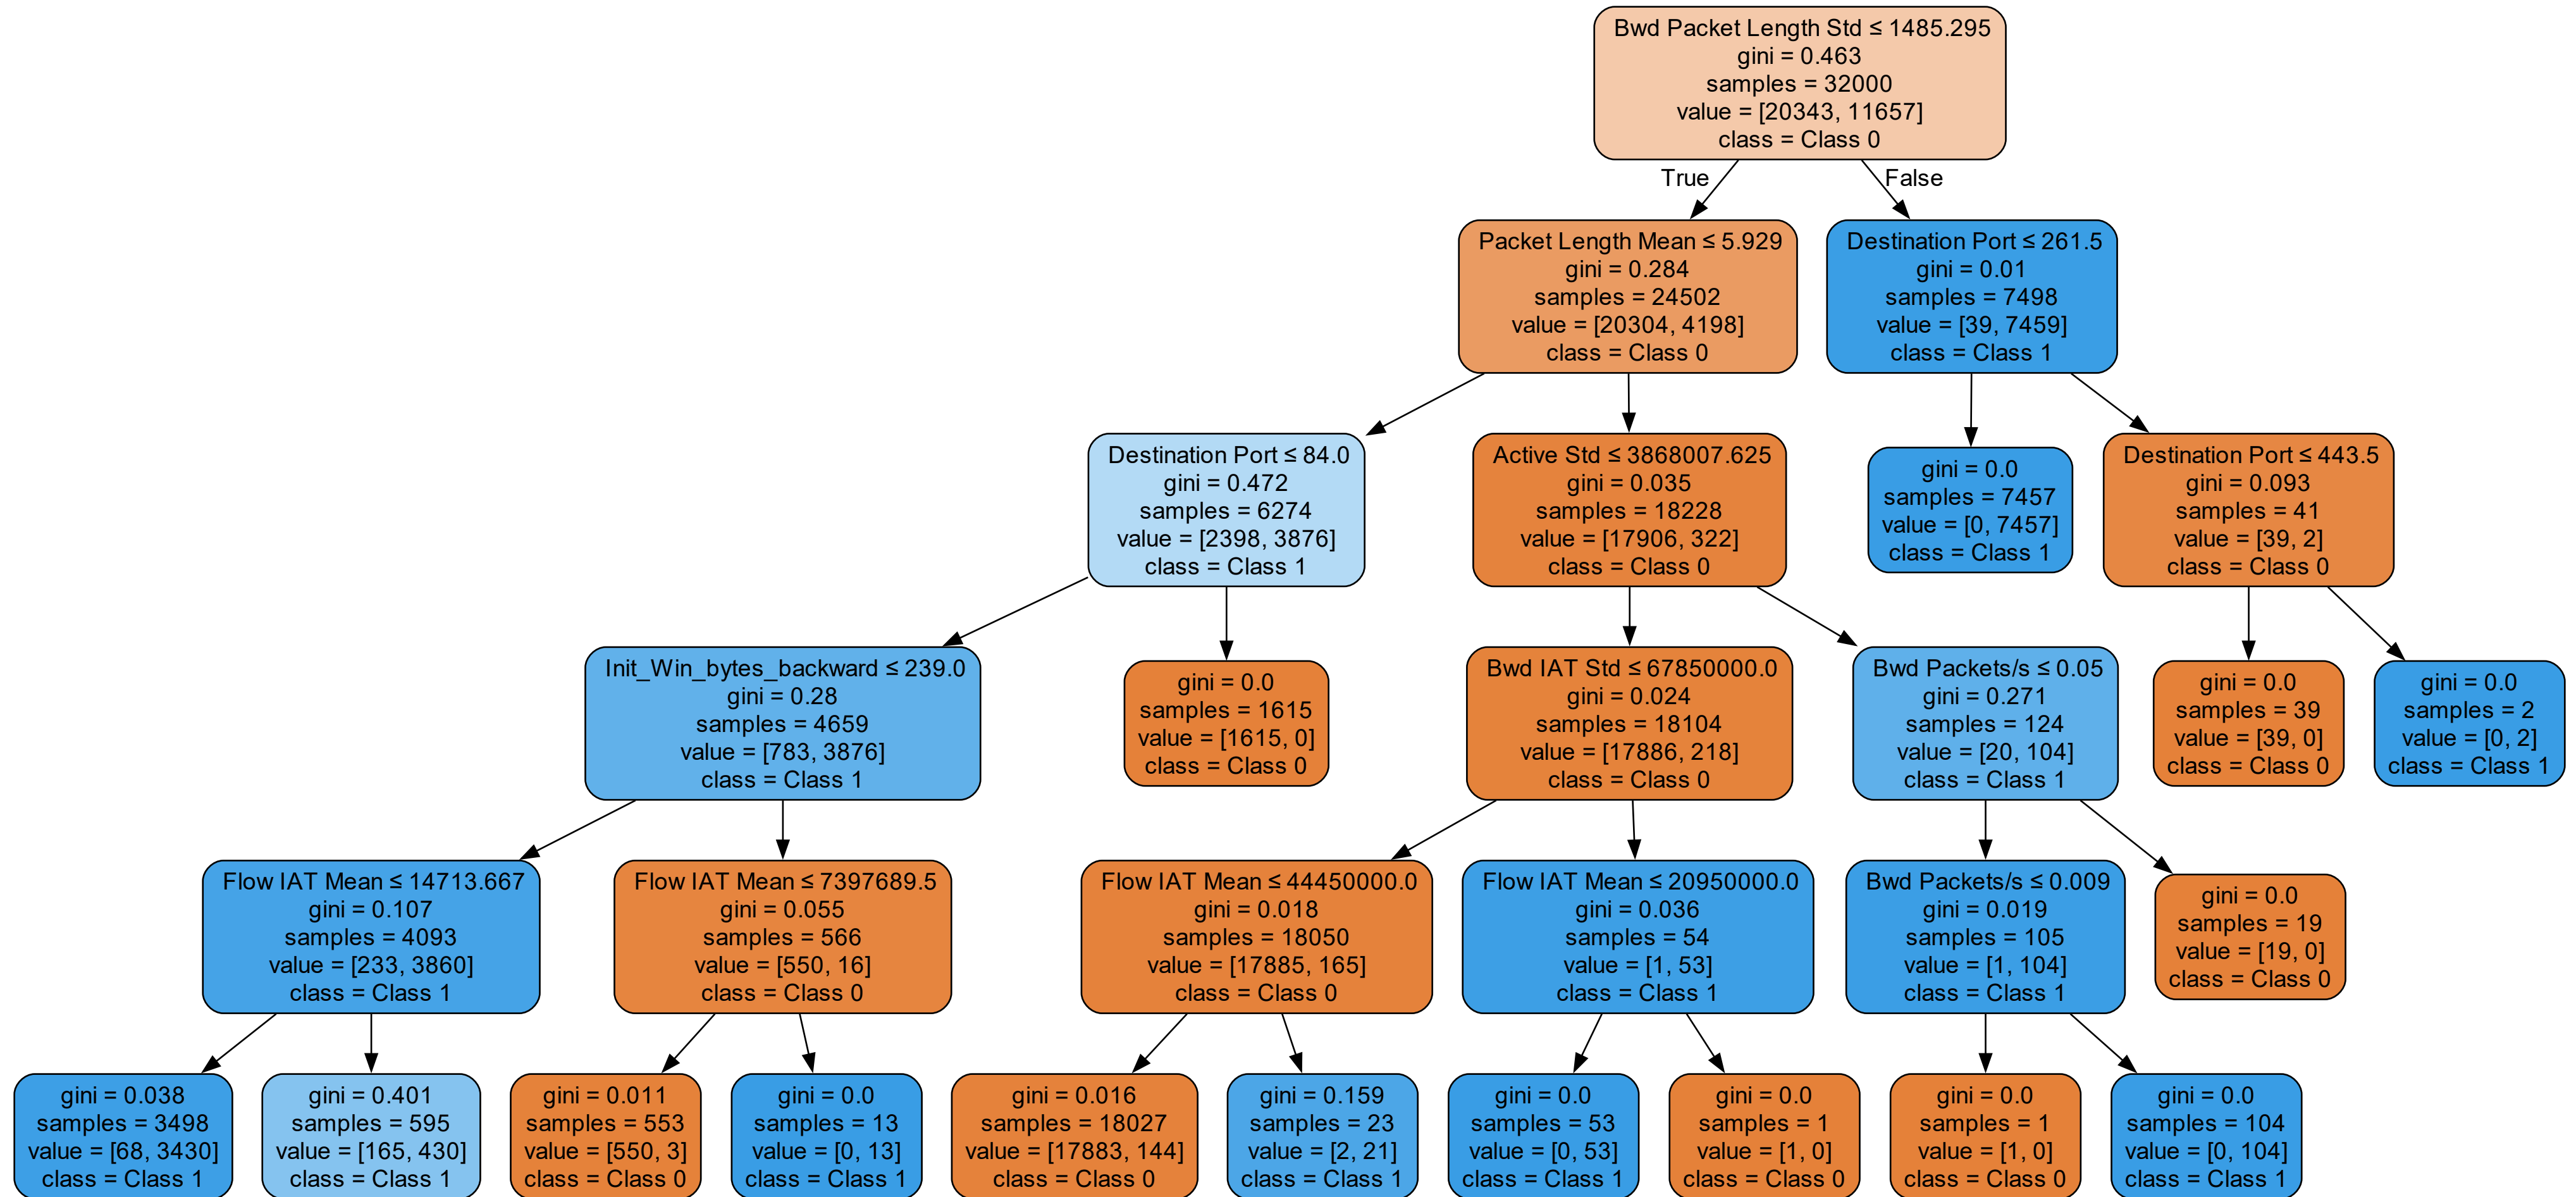 Bwd Packet Length Std ≤ 1485.295
gini = 0.463
samples = 32000
value = [20343, 11657]
class = Class 0
True
False
Packet Length Mean ≤ 5.929
gini = 0.284
samples = 24502
value = [20304, 4198]
class = Class 0
Destination Port ≤ 261.5
gini = 0.01
samples = 7498
value = [39, 7459]
class = Class 1
Destination Port ≤ 84.0
gini = 0.472
samples = 6274
value = [2398, 3876]
class = Class 1
Active Std ≤ 3868007.625
gini = 0.035
samples = 18228
value = [17906, 322]
class = Class 0
gini = 0.0
samples = 7457
value = [0, 7457]
class = Class 1
Destination Port ≤ 443.5
gini = 0.093
samples = 41
value = [39, 2]
class = Class 0
Init_Win_bytes_backward ≤ 239.0
gini = 0.28
samples = 4659
value = [783, 3876]
class = Class 1
gini = 0.0
samples = 1615
value = [1615, 0]
class = Class 0
Bwd IAT Std ≤ 67850000.0
gini = 0.024
samples = 18104
value = [17886, 218]
class = Class 0
Bwd Packets/s ≤ 0.05
gini = 0.271
samples = 124
value = [20, 104]
class = Class 1
gini = 0.0
samples = 39
value = [39, 0]
class = Class 0
gini = 0.0
samples = 2
value = [0, 2]
class = Class 1
Flow IAT Mean ≤ 14713.667
gini = 0.107
samples = 4093
value = [233, 3860]
class = Class 1
Flow IAT Mean ≤ 7397689.5
gini = 0.055
samples = 566
value = [550, 16]
class = Class 0
Flow IAT Mean ≤ 44450000.0
gini = 0.018
samples = 18050
value = [17885, 165]
class = Class 0
Flow IAT Mean ≤ 20950000.0
gini = 0.036
samples = 54
value = [1, 53]
class = Class 1
Bwd Packets/s ≤ 0.009
gini = 0.019
samples = 105
value = [1, 104]
class = Class 1
gini = 0.0
samples = 19
value = [19, 0]
class = Class 0
gini = 0.038
samples = 3498
value = [68, 3430]
class = Class 1
gini = 0.401
samples = 595
value = [165, 430]
class = Class 1
gini = 0.011
samples = 553
value = [550, 3]
class = Class 0
gini = 0.0
samples = 13
value = [0, 13]
class = Class 1
gini = 0.016
samples = 18027
value = [17883, 144]
class = Class 0
gini = 0.159
samples = 23
value = [2, 21]
class = Class 1
gini = 0.0
samples = 53
value = [0, 53]
class = Class 1
gini = 0.0
samples = 1
value = [1, 0]
class = Class 0
gini = 0.0
samples = 1
value = [1, 0]
class = Class 0
gini = 0.0
samples = 104
value = [0, 104]
class = Class 1